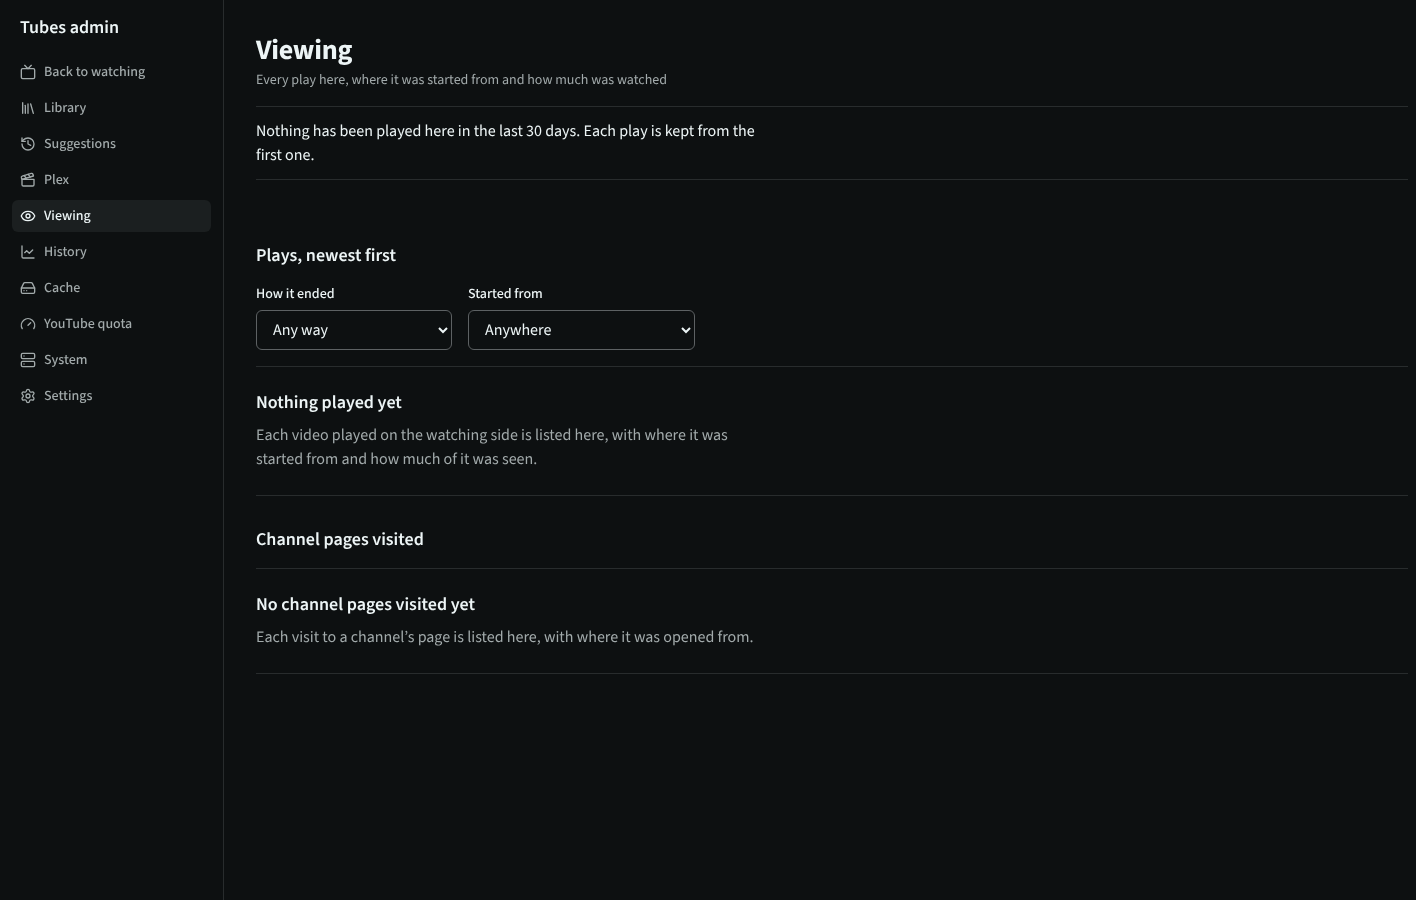 Tubes admin
Back to watching
Library
Suggestions
Plex
Viewing
History
Cache
YouTube quota
System
Settings
Viewing
Every play here, where it was started from and how much was watched
Nothing has been played here in the last 30 days. Each play is kept from the
first one.
Plays, newest first
How it ended
Started from
Any way
Anywhere
Nothing played yet
Each video played on the watching side is listed here, with where it was
started from and how much of it was seen.
Channel pages visited
No channel pages visited yet
Each visit to a channel’s page is listed here, with where it was opened from.